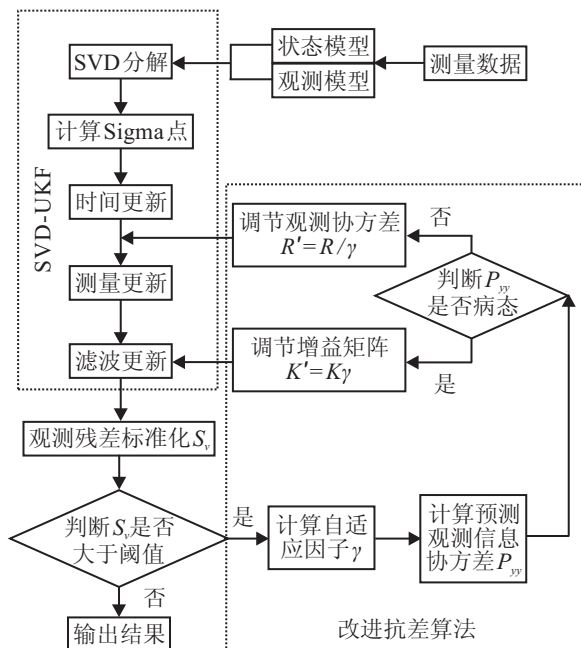 SVD分解
状态模型
观测模型
测量数据
计算Sigma点
SVD-UKF
时间更新
测量更新
滤波更新
调节观测协方差
R′=R/γ
否
判断P_yy
是否病态
调节增益矩阵
K′=Kγ
是
观测残差标准化S_v
判断S_v是否
大于阈值
是
计算自适
应因子γ
计算预测
观测信息
协方差P_yy
否
输出结果
改进抗差算法